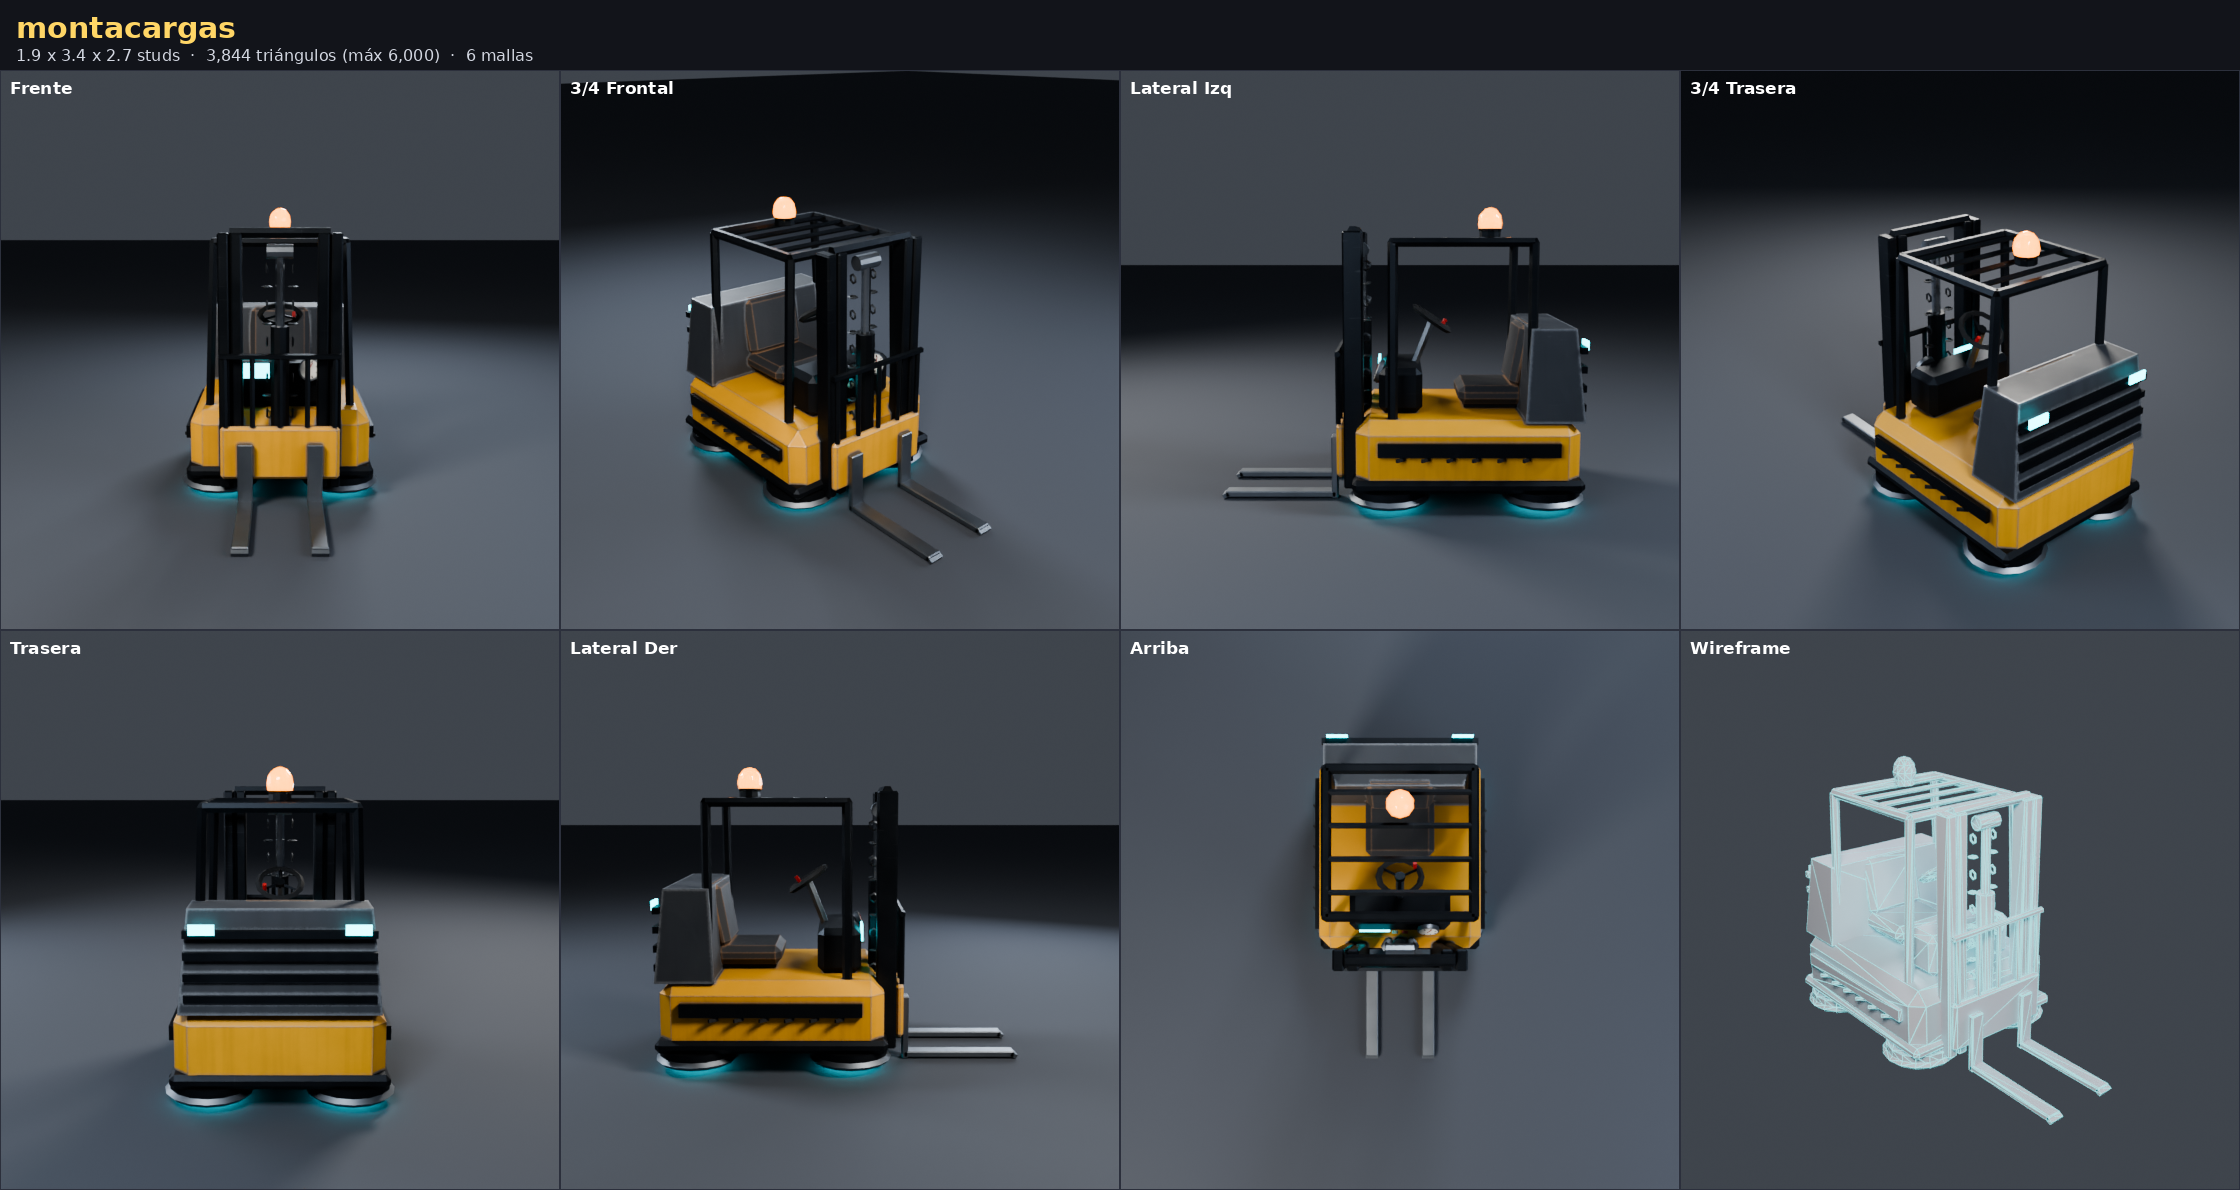 montacargas
1.9 x 3.4 x 2.7 studs · 3,844 triángulos (máx 6,000) · 6 mallas
Frente
3/4 Frontal
Lateral Izq
3/4 Trasera
Trasera
Lateral Der
Arriba
Wireframe